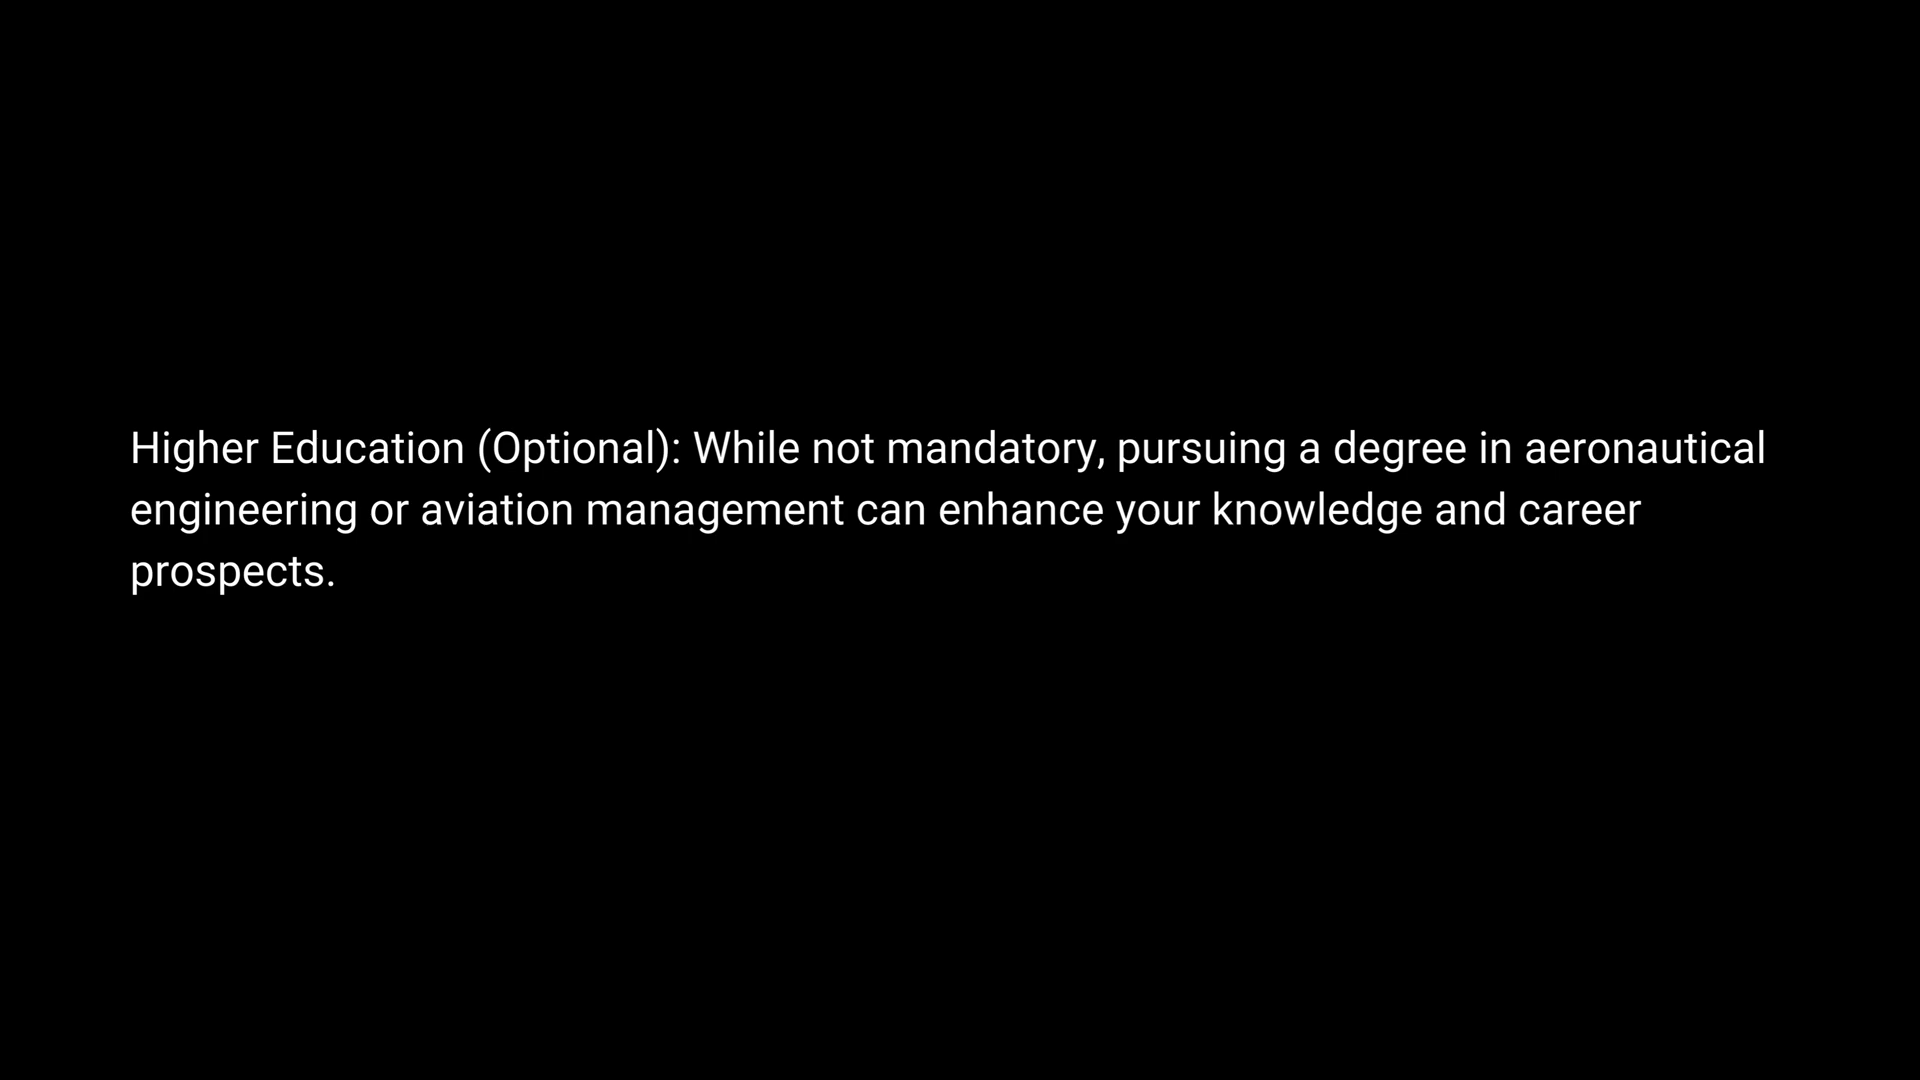 Higher Education (Optional): While not mandatory, pursuing a degree in aeronautical
engineering or aviation management can enhance your knowledge and career
prospects.